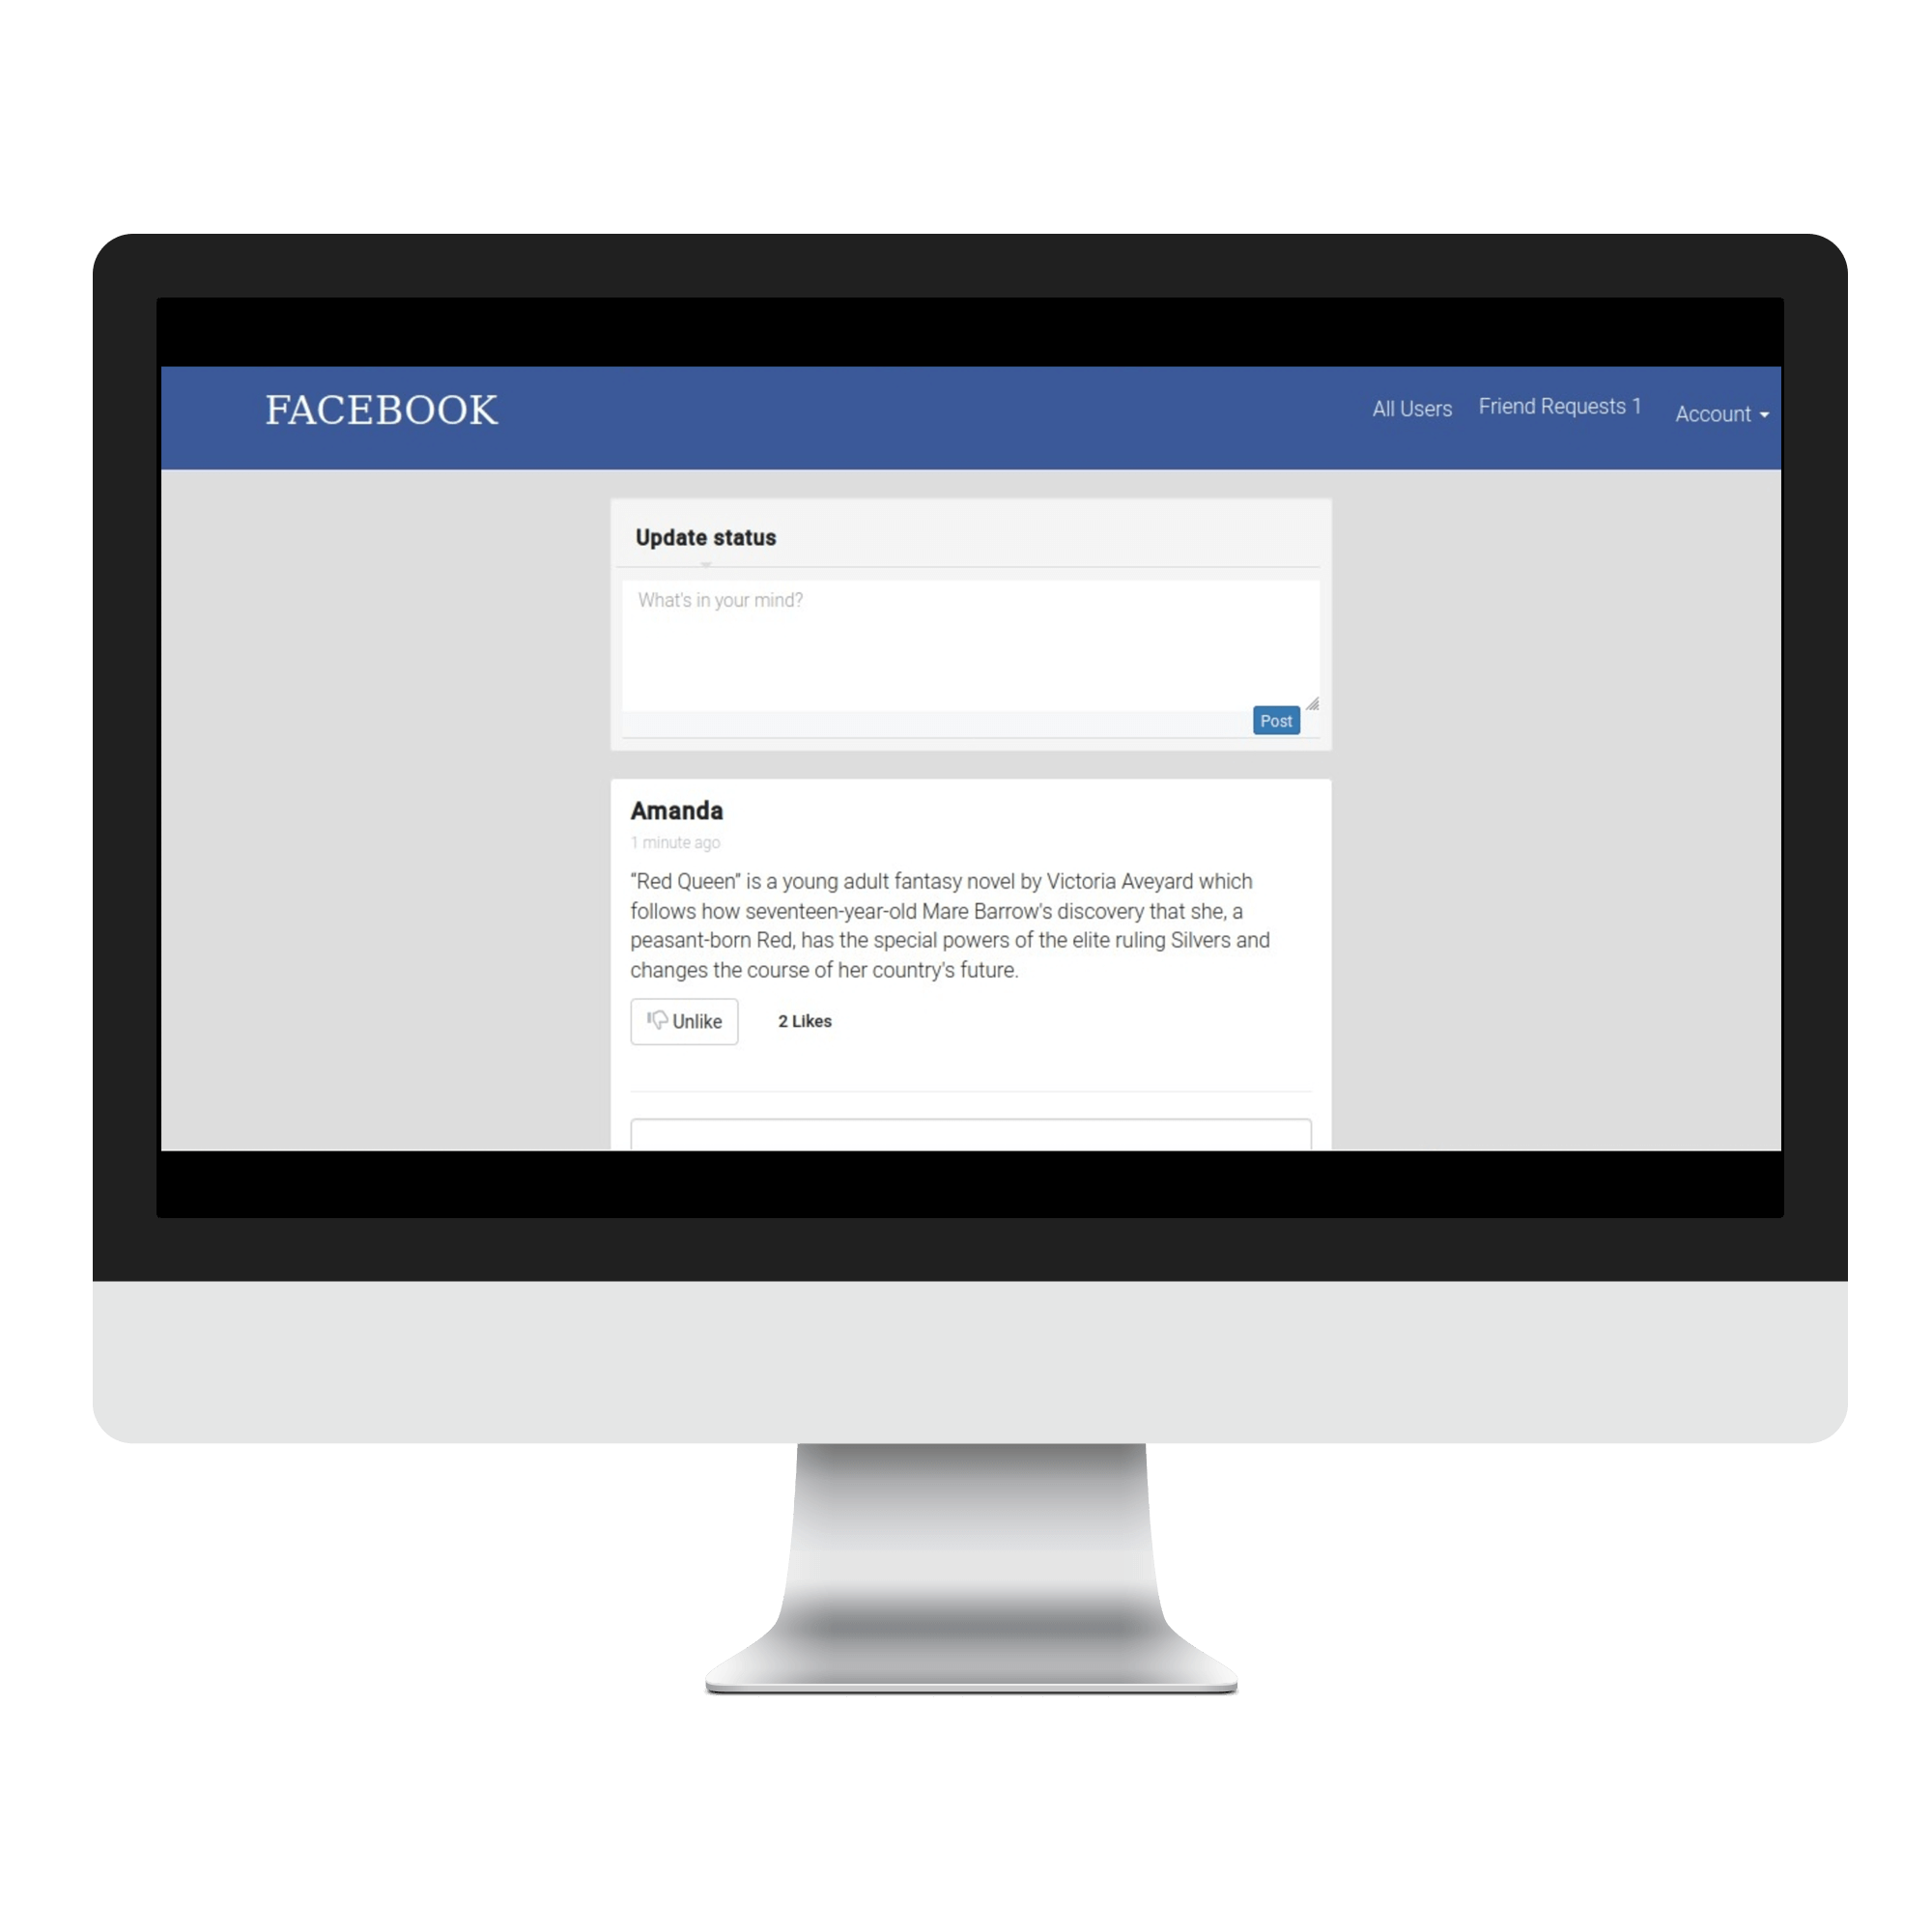 FACEBOOK
All Users Friend Requests 1 Account
Update status
What's in your mind?
Post
Amanda
1 minute ago
“Red Queen” is a young adult fantasy novel by Victoria Aveyard which
follows how seventeen-year-old Mare Barrow's discovery that she, a
peasant-born Red, has the special powers of the elite ruling Silvers and
changes the course of her country's future.
Unlike 2 Likes